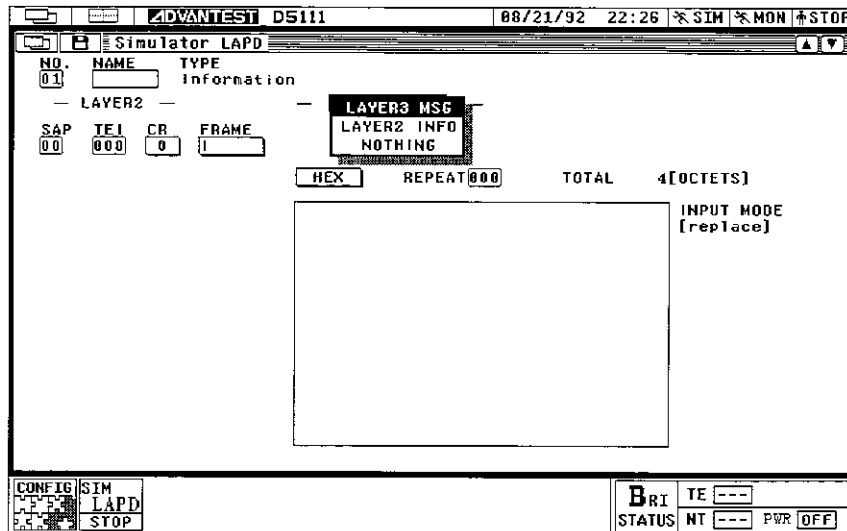 ADVANTEST D5111 08/21/92 22:26 SIM MON STOP
Simulator LAPD
NO. NAME TYPE
01 Information
— LAYER2 —
LAYER3 MSG
LAYER2 INFO
NOTHING
SAP TEI CR FRAME
00 000 0 I
HEX REPEAT 000 TOTAL 4[OCTETS]
INPUT MODE
[replace]
CONFIG SIM
LAPD
STOP
BRI TE ---
STATUS NT --- PWR OFF